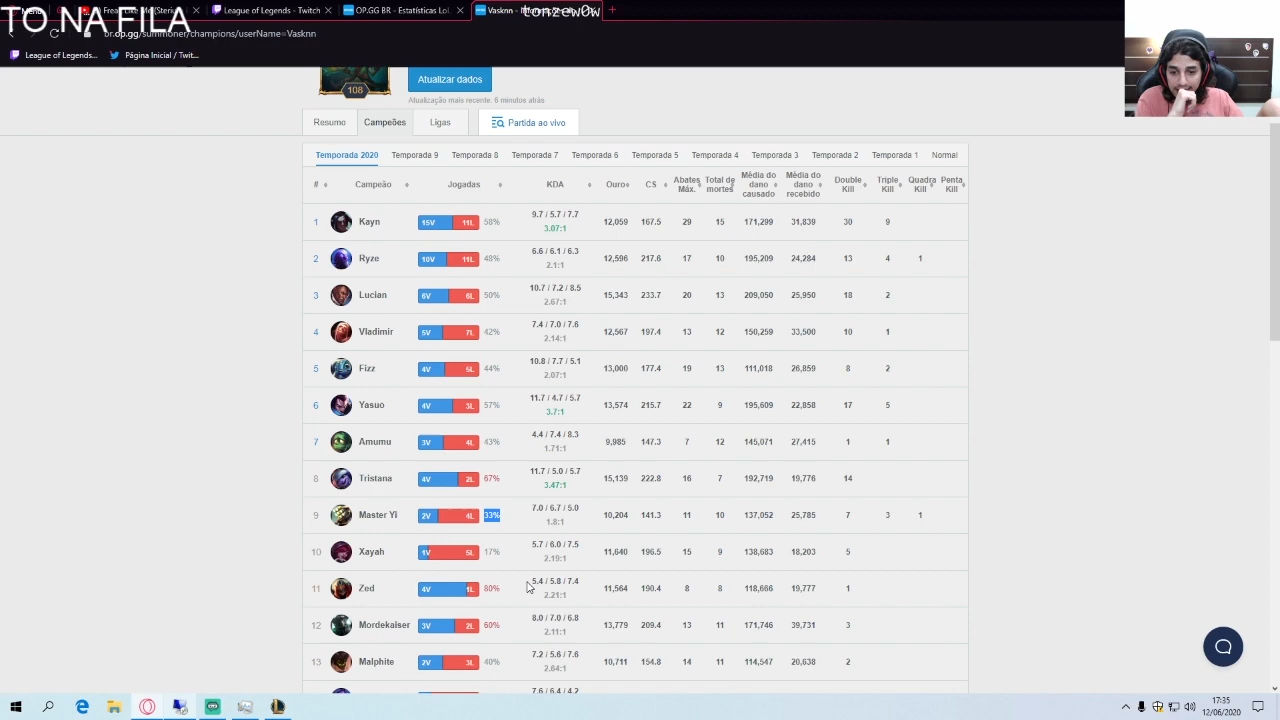 TO NA FILA
tonzew0w
League of Legends - Twitch
OP.GG BR - Estatísticas LoL
Vasknn -
br.op.gg/summoner/champions/userName=Vasknn
League of Legends...
Página Inicial / Twit...
108
Atualizar dados
Atualização mais recente: 6 minutos atrás
Resumo Campeões Ligas Partida ao vivo
Temporada 2020 Temporada 9 Temporada 8 Temporada 7 Temporada 6 Temporada 5 Temporada 4 Temporada 3 Temporada 2 Temporada 1 Normal
# Campeão Jogadas KDA Ouro CS Abates Máx. Total de mortes Média do dano causado Média do dano recebido Double Kill Triple Kill Quadra Kill Penta Kill
1 Kayn 15V 11L 58% 9.7 / 5.7 / 7.7 3.07:1 12,059 167.5 29 15 171,299 31,839 30 9
2 Ryze 10V 11L 48% 6.6 / 6.1 / 6.3 2.1:1 12,596 217.6 17 10 195,209 24,284 13 4 1
3 Lucian 6V 6L 50% 10.7 / 7.2 / 8.5 2.67:1 15,343 233.7 20 13 209,050 25,950 18 2
4 Vladimir 5V 7L 42% 7.4 / 7.0 / 7.6 2.14:1 12,567 197.4 13 12 150,259 33,500 10 1
5 Fizz 4V 5L 44% 10.8 / 7.7 / 5.1 2.07:1 13,000 177.4 19 13 111,018 26,859 8 2
6 Yasuo 4V 3L 57% 11.7 / 4.7 / 5.7 3.7:1 13,574 215.7 22 9 195,609 22,858 17 5
7 Amumu 3V 4L 43% 4.4 / 7.4 / 8.3 1.71:1 9,985 147.3 7 12 145,071 27,415 1 1
8 Tristana 4V 2L 67% 11.7 / 5.0 / 5.7 3.47:1 15,139 222.8 16 7 192,719 19,776 14
9 Master Yi 2V 4L 33% 7.0 / 6.7 / 5.0 1.8:1 10,204 141.3 11 10 137,052 25,785 7 3 1
10 Xayah 1V 5L 17% 5.7 / 6.0 / 7.5 2.19:1 11,640 196.5 15 9 138,683 18,203 5
11 Zed 4V 1L 80% 5.4 / 5.8 / 7.4 2.21:1 11,564 190.4 8 8 118,666 19,777 1
12 Mordekaiser 3V 2L 60% 8.0 / 7.0 / 6.8 2.11:1 13,779 209.4 13 11 171,746 39,731 3
13 Malphite 2V 3L 40% 7.2 / 5.6 / 7.6 2.64:1 10,711 154.8 14 11 114,547 20,638 2
7.6 / 6.4 / 4.2
17:35
12/06/2020